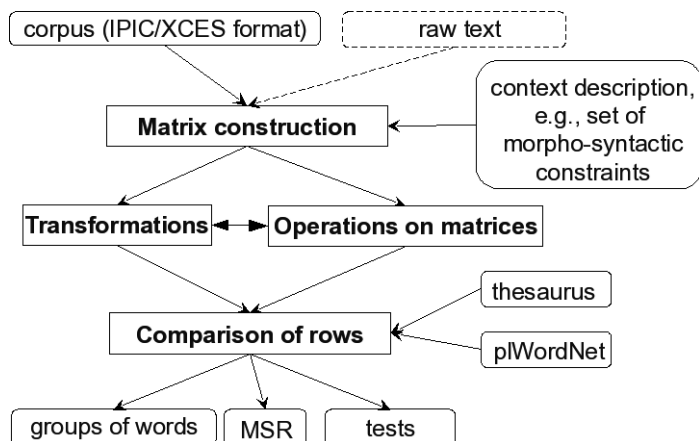 corpus (IPIC/XCES format)
raw text
context description,
e.g., set of
morpho-syntactic
constraints
Matrix construction
Transformations
Operations on matrices
thesaurus
Comparison of rows
plWordNet
groups of words
MSR
tests